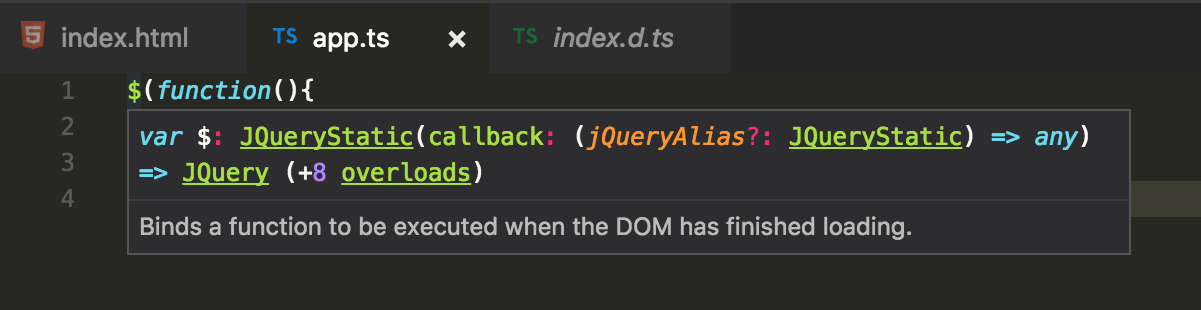 5 index.html TS app.ts × TS index.d.ts
1 $(function(){
2 var $: JQueryStatic(callback: (jQueryAlias?: JQueryStatic) => any)
3 => JQuery (+8 overloads)
4 Binds a function to be executed when the DOM has finished loading.